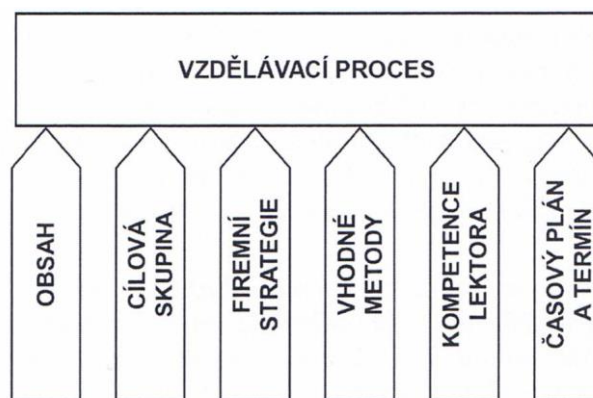 VZDĚLÁVACÍ PROCES
OBSAH
CÍLOVÁ
SKUPINA
FIREMNÍ
STRATEGIE
VHODNÉ
METODY
KOMPETENCE
LEKTORA
ČASOVÝ PLÁN
A TERMÍN